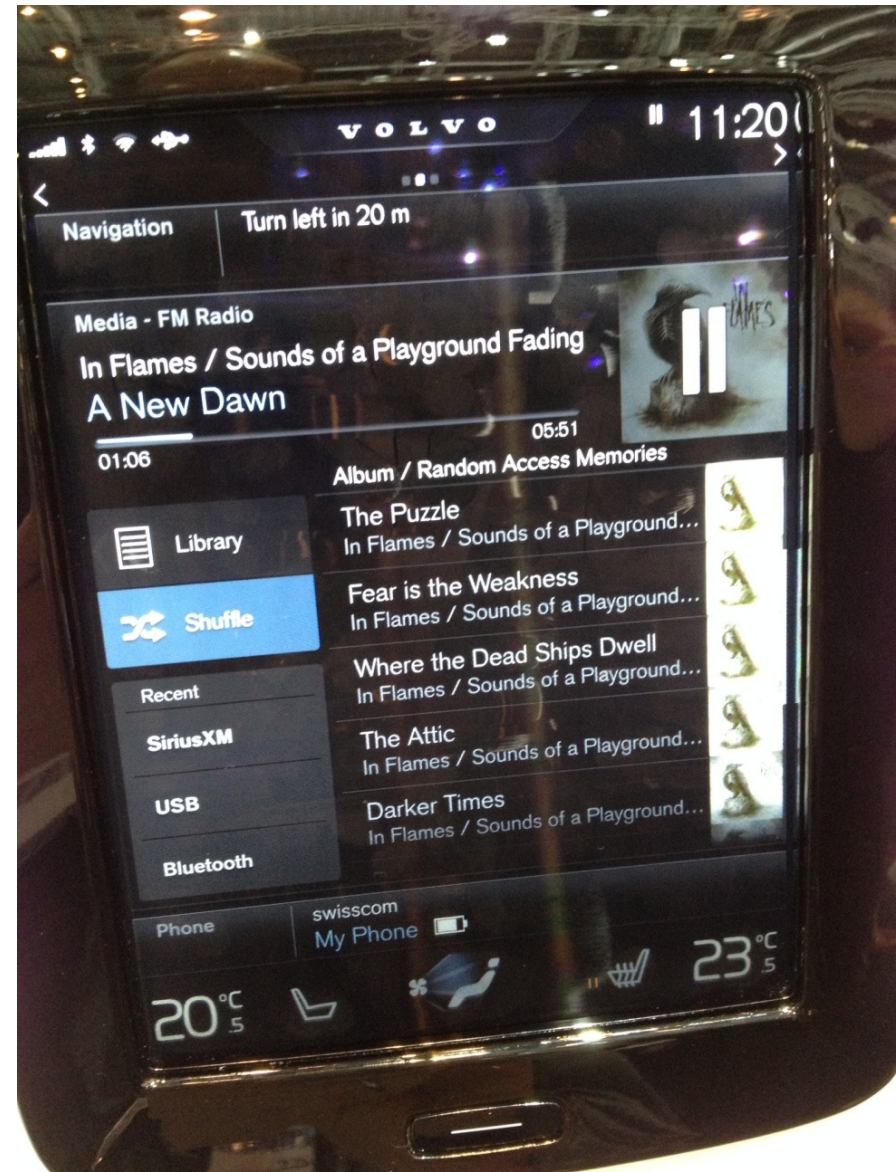 VOLVO
11:20
Navigation
Turn left in 20 m
Media - FM Radio
In Flames / Sounds of a Playground Fading
A New Dawn
IN FLAMES
01:06
05:51
Album / Random Access Memories
Library
Shuffle
Recent
SiriusXM
USB
Bluetooth
The Puzzle
In Flames / Sounds of a Playground...
Fear is the Weakness
In Flames / Sounds of a Playground...
Where the Dead Ships Dwell
In Flames / Sounds of a Playground...
The Attic
In Flames / Sounds of a Playground...
Darker Times
In Flames / Sounds of a Playground...
Phone
swisscom
My Phone
20.5°C
23.5°C